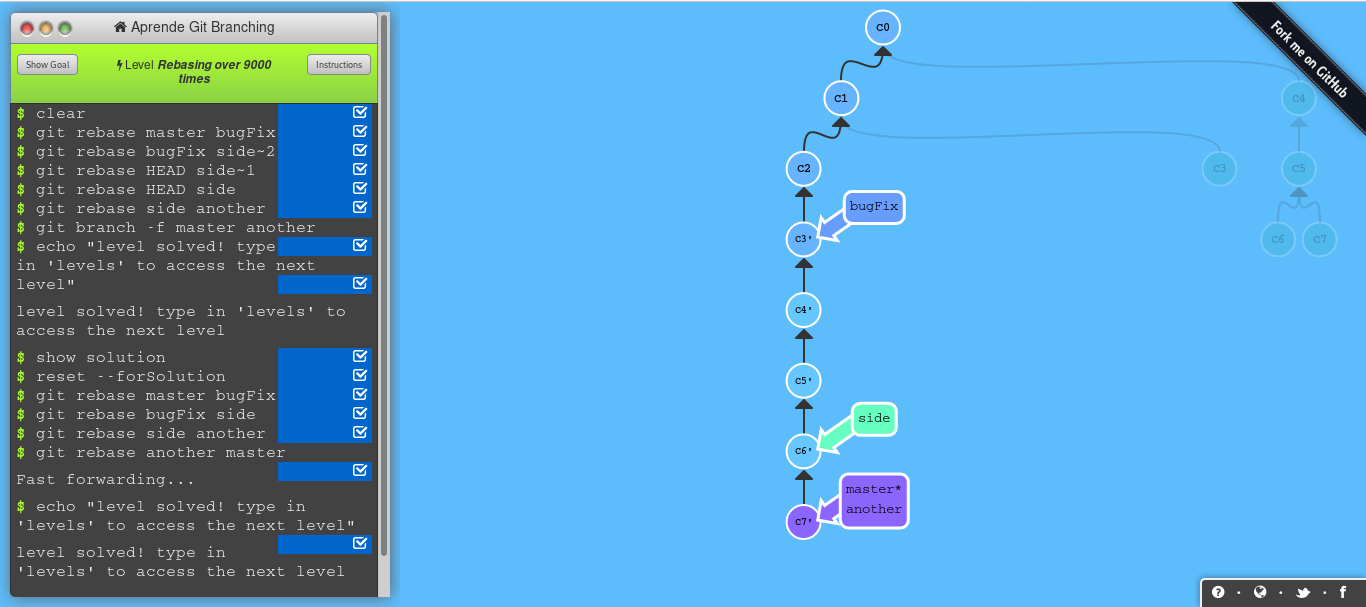 Aprende Git Branching
Show Goal
Level Rebasing over 9000
times
Instructions
$ clear
$ git rebase master bugFix
$ git rebase bugFix side~2
$ git rebase HEAD side~1
$ git rebase HEAD side
$ git rebase side another
$ git branch -f master another
$ echo "level solved! type
in 'levels' to access the next
level"
level solved! type in 'levels' to
access the next level
$ show solution
$ reset --forSolution
$ git rebase master bugFix
$ git rebase bugFix side
$ git rebase side another
$ git rebase another master
Fast forwarding...
$ echo "level solved! type in
'levels' to access the next level"
level solved! type in
'levels' to access the next level
C0
C1
C2
C3'
bugFix
C4'
C5'
C6'
side
C7'
master*
another
C3
C4
C5
C6
C7
Fork me on GitHub